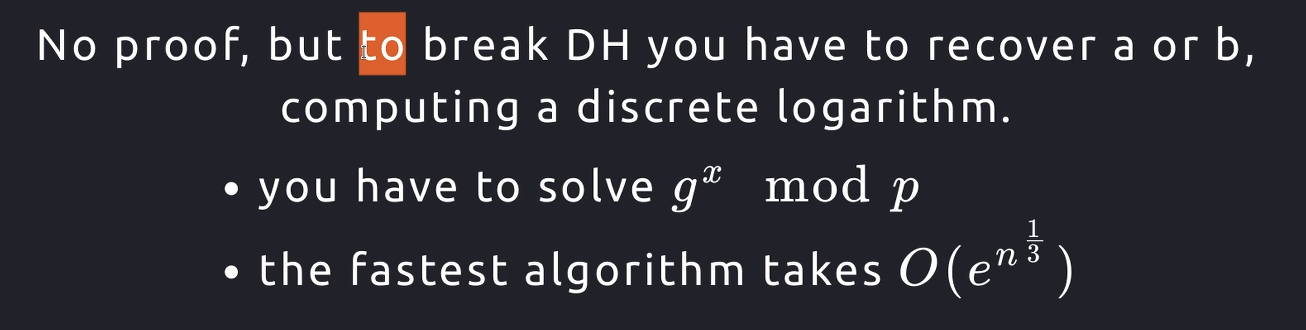 No proof, but to break DH you have to recover a or b,
computing a discrete logarithm.
• you have to solve $g^x \mod p$
• the fastest algorithm takes $O(e^{n^{\frac{1}{3}}})$